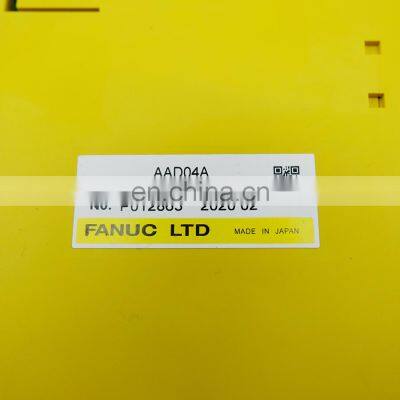 AAD04A
en.china.cn
No. P012803 2020 02
FANUC LTD MADE IN JAPAN